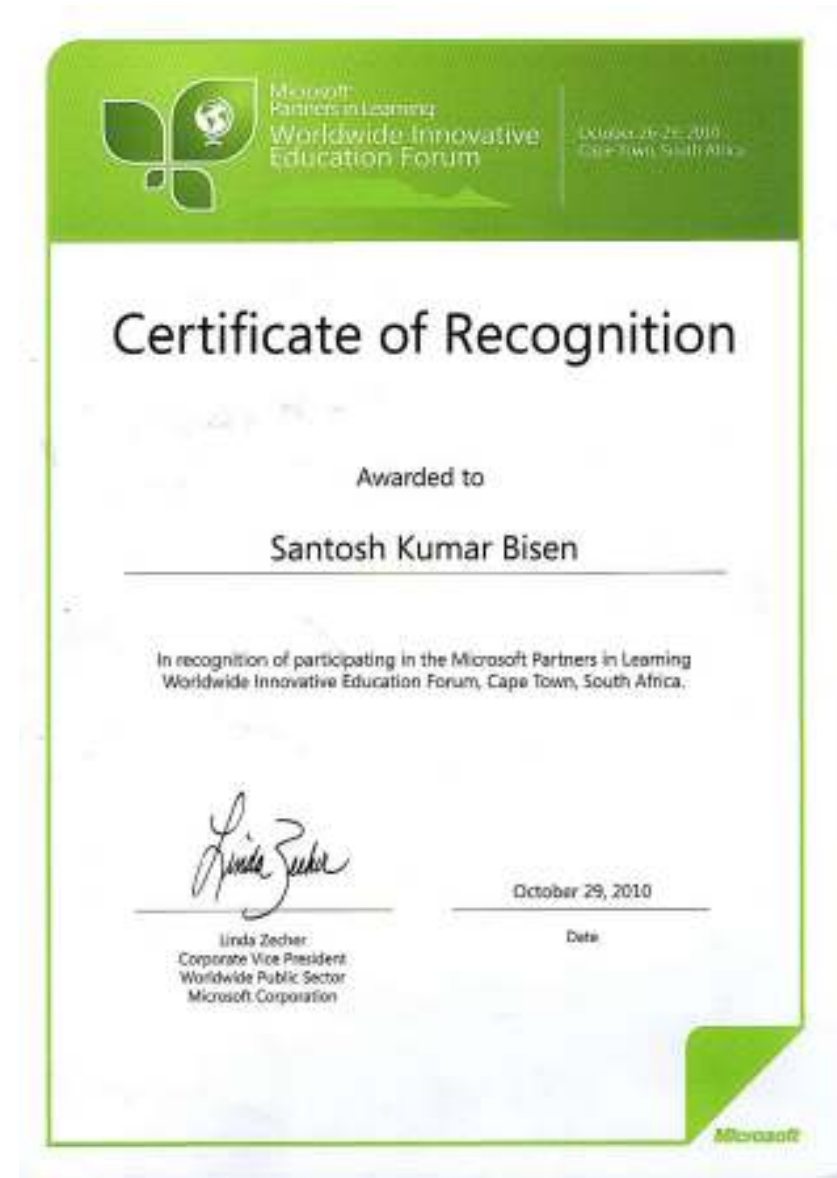 Microsoft
Partners in Learning
Worldwide Innovative
Education Forum
October 26-29, 2010
Cape Town, South Africa
Certificate of Recognition
Awarded to
Santosh Kumar Bisen
In recognition of participating in the Microsoft Partners in Learning
Worldwide Innovative Education Forum, Cape Town, South Africa.
Linda Zecher
October 29, 2010
Linda Zecher
Corporate Vice President
Worldwide Public Sector
Microsoft Corporation
Date
Microsoft